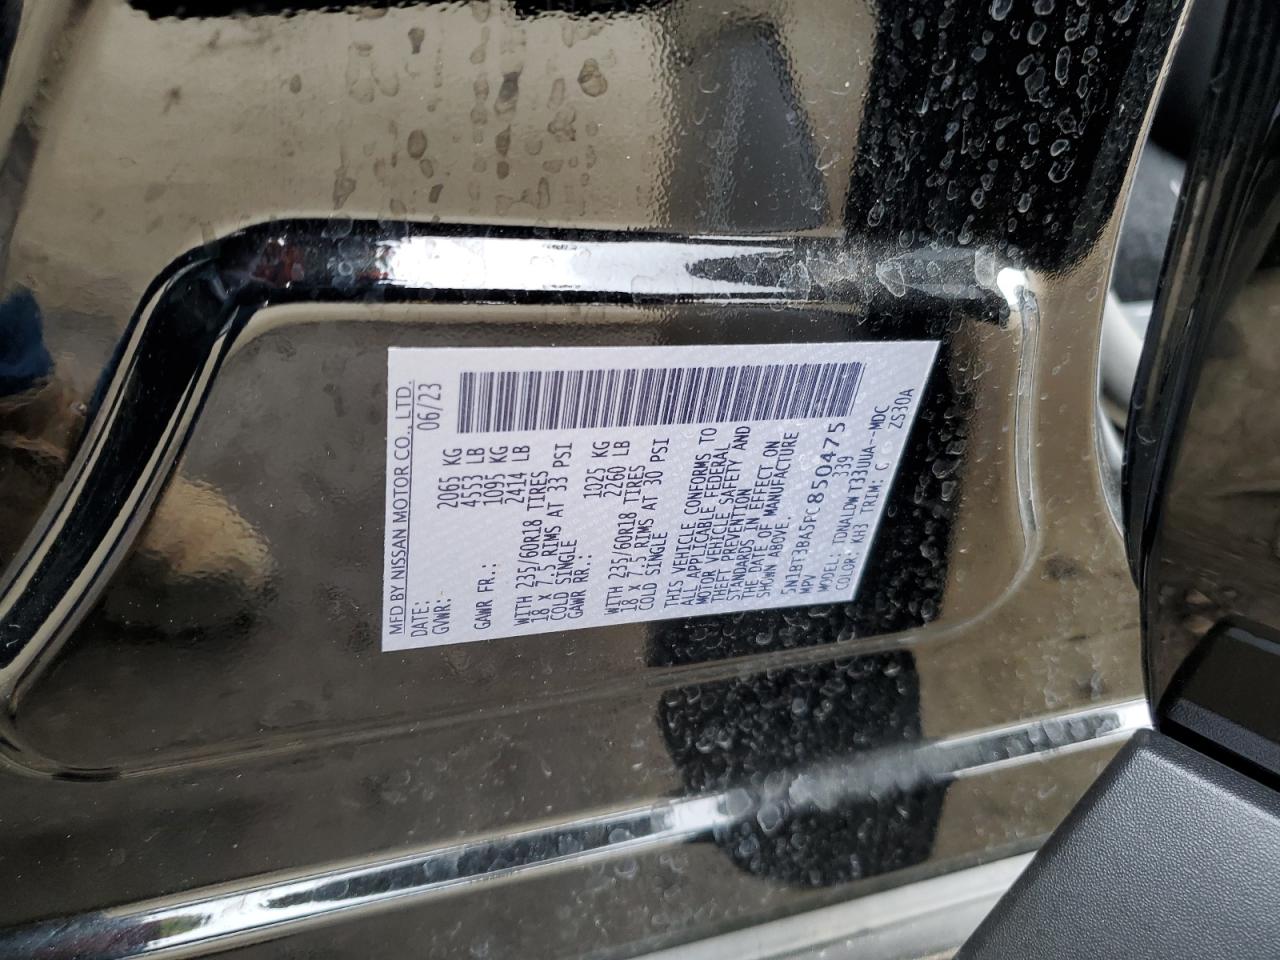 MFD BY NISSAN MOTOR CO., LTD.
DATE: 06/23
GVWR: 2065 KG
4553 LB
GAWR FR.: 1095 KG
2414 LB
WITH 235/60R18 TIRES
18 X 7.5 RIMS AT 33 PSI
COLD SINGLE
GAWR RR.: 1025 KG
2260 LB
WITH 235/60R18 TIRES
18 X 7.5 RIMS AT 30 PSI
COLD SINGLE
THIS VEHICLE CONFORMS TO
ALL APPLICABLE FEDERAL
MOTOR VEHICLE SAFETY AND
THEFT PREVENTION
STANDARDS IN EFFECT ON
THE DATE OF MANUFACTURE
SHOWN ABOVE.
5N1BT3BA5PC850475
MPV 339
MODEL: TDNALDWT33UUA--MDC
COLOR: KH3 TRIM: C ZS30A